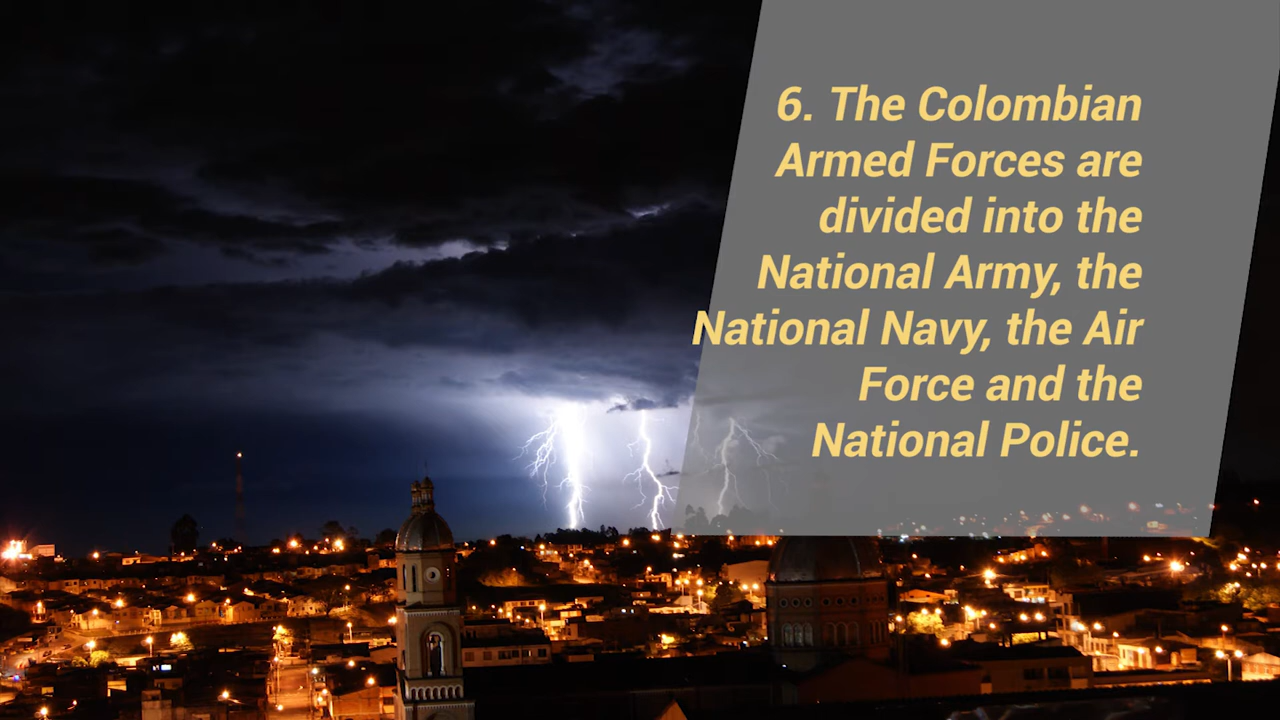 6. The Colombian
Armed Forces are
divided into the
National Army, the
National Navy, the Air
Force and the
National Police.